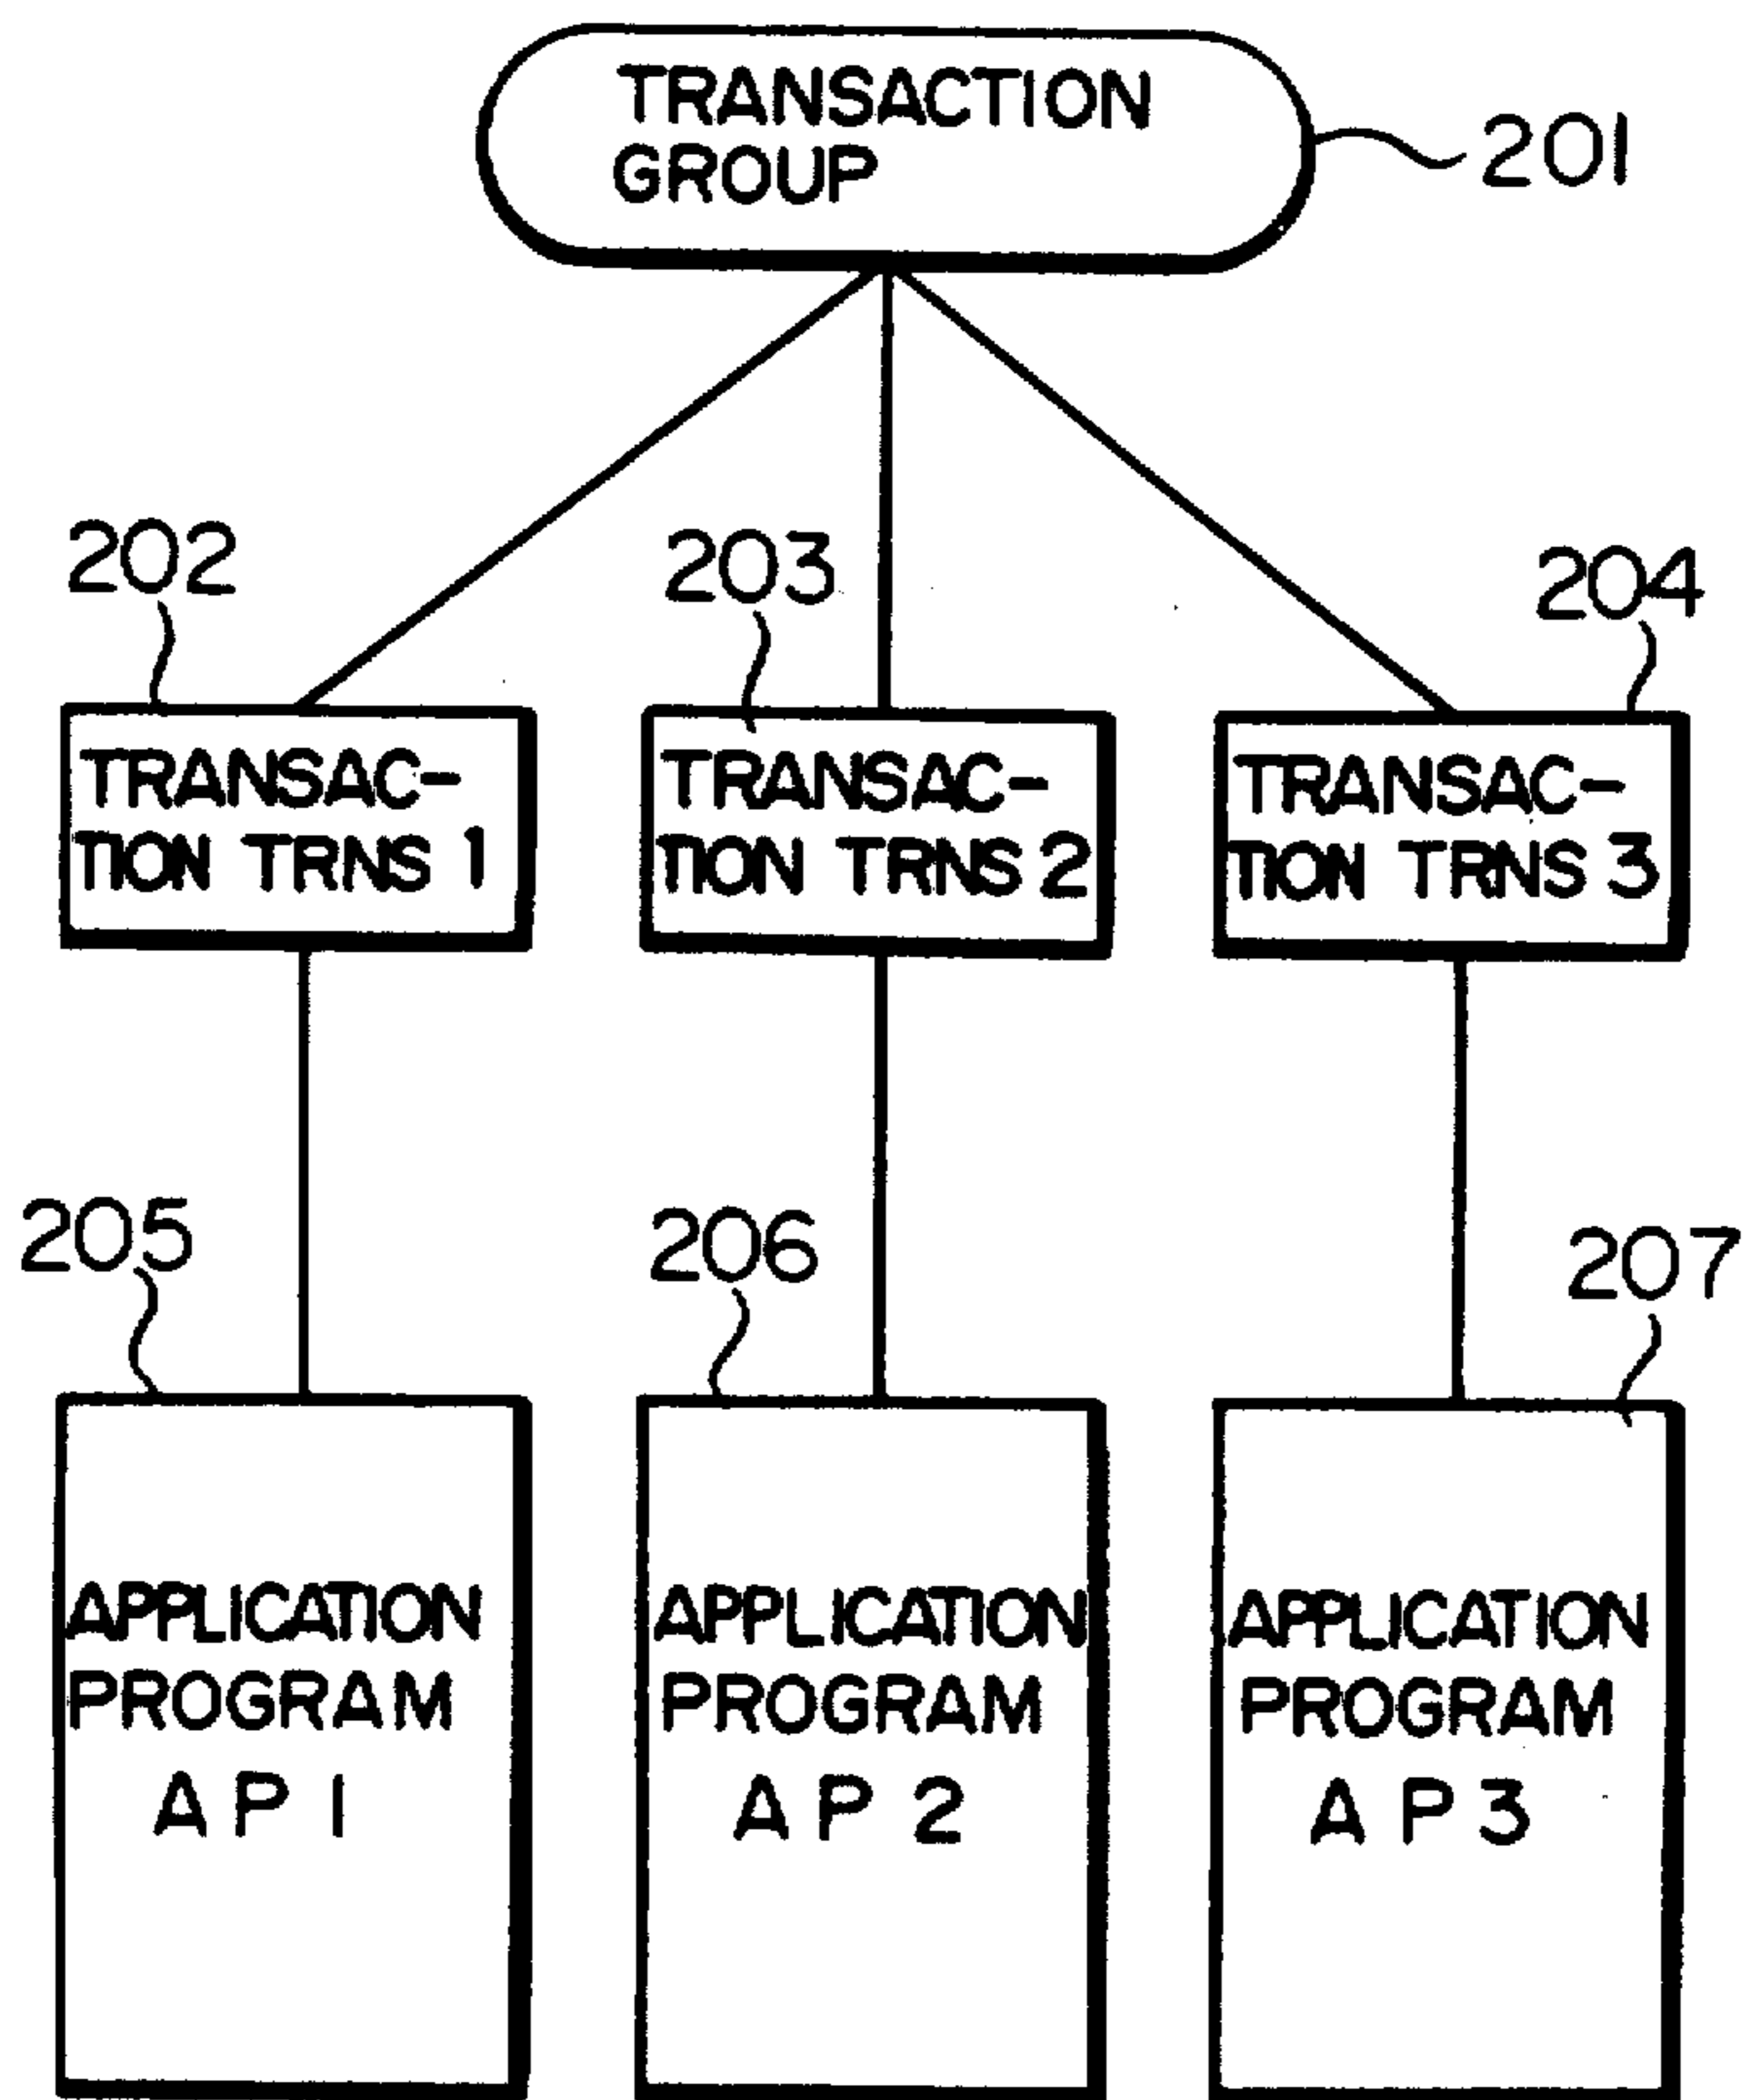 TRANSACTION
GROUP
201
202
203
204
TRANSAC-
TION TRNS 1
TRANSAC-
TION TRNS 2
TRANSAC-
TION TRNS 3
205
206
207
APPLICATION
PROGRAM
AP1
APPLICATION
PROGRAM
AP2
APPLICATION
PROGRAM
AP3